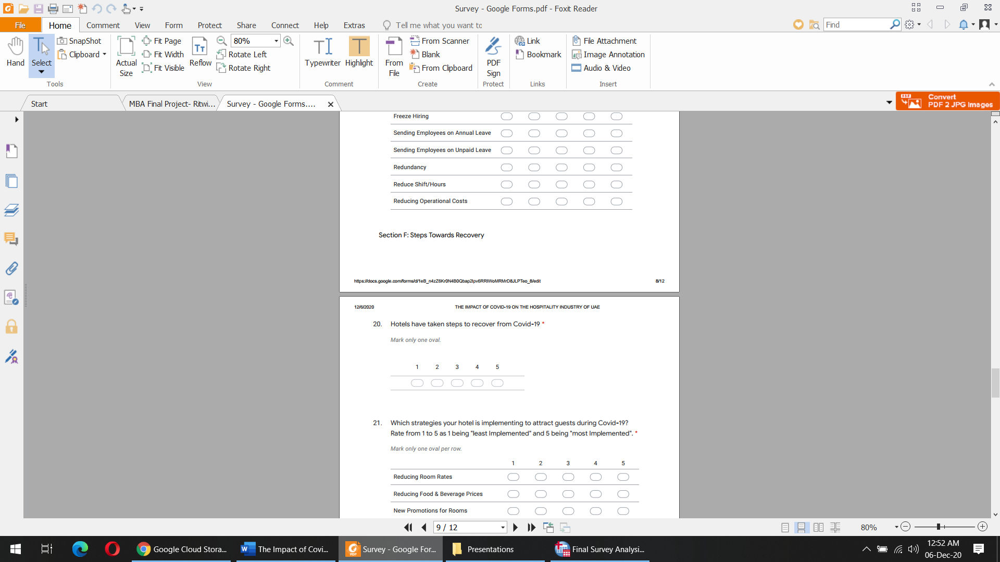 Survey - Google Forms.pdf - Foxit Reader
File Home Comment View Form Protect Share Connect Help Extras Tell me what you want to Find
Hand
Select
SnapShot
Clipboard
Tools
Actual Size
Fit Page
Fit Width
Fit Visible
Reflow
80%
Rotate Left
Rotate Right
View
Typewriter
Highlight
Comment
From File
From Scanner
Blank
From Clipboard
Create
PDF Sign
Protect
Link
Bookmark
Links
File Attachment
Image Annotation
Audio & Video
Insert
Start
MBA Final Project- Ritwi...
Survey - Google Forms....
Convert
PDF 2 JPG Images
Freeze Hiring
Sending Employees on Annual Leave
Sending Employees on Unpaid Leave
Redundancy
Reduce Shift/Hours
Reducing Operational Costs
Section F: Steps Towards Recovery
https://docs.google.com/forms/d/1eB_n4zZ6Kr0N4B0Qbap2Ipv6RRIWoMRMrD8JLPTeo_8/edit 8/12
12/6/2020 THE IMPACT OF COVID-19 ON THE HOSPITALITY INDUSTRY OF UAE
20. Hotels have taken steps to recover from Covid-19 *
Mark only one oval.
1 2 3 4 5
21. Which strategies your hotel is implementing to attract guests during Covid-19?
Rate from 1 to 5 as 1 being "least Implemented" and 5 being "most Implemented". *
Mark only one oval per row.
1 2 3 4 5
Reducing Room Rates
Reducing Food & Beverage Prices
New Promotions for Rooms
9 / 12
80%
Google Cloud Stora...
The Impact of Covi...
Survey - Google For...
Presentations
Final Survey Analysi...
12:52 AM
06-Dec-20